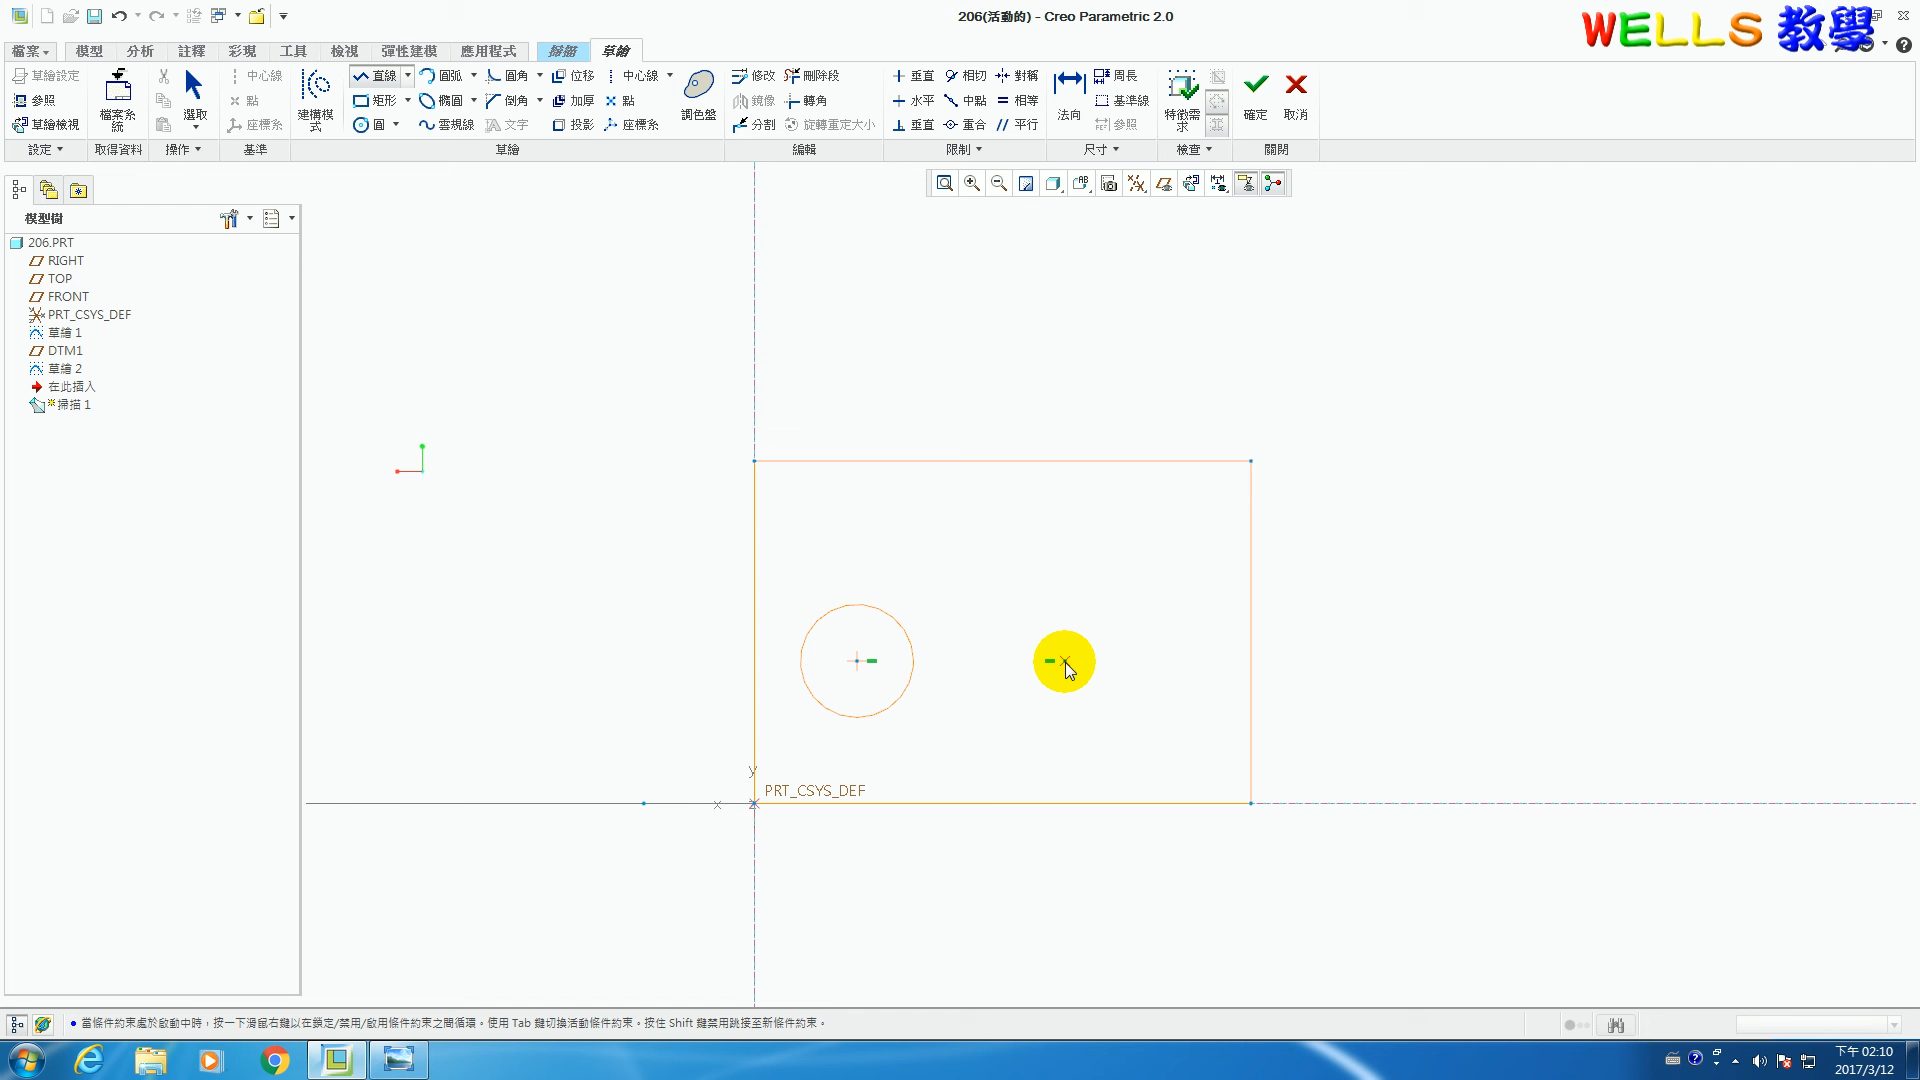 206(活動的) - Creo Parametric 2.0
WELLS 教學
檔案 模型 分析 註釋 彩現 工具 檢視 彈性建模 應用程式 掃描 草繪
草繪設定 中心線 直線 圓弧 圓角 位移 中心線 修改 刪除段 垂直 相切 對稱 周長
參照 點 矩形 橢圓 倒角 加厚 點 鏡像 轉角 水平 中點 相等 基準線
草繪檢視 座標系 圓 雲規線 文字 投影 座標系 分割 旋轉重定大小 垂直 重合 平行 參照
檔案系統 選取 建構模式 調色盤 法向 特徵需求 確定 取消
設定 取得資料 操作 基準 草繪 編輯 限制 尺寸 檢查 關閉
模型樹
206.PRT
RIGHT
TOP
FRONT
PRT_CSYS_DEF
草繪 1
DTM1
草繪 2
在此插入
掃描 1
y
PRT_CSYS_DEF
當條件約束處於啟動中時，按一下滑鼠右鍵以在鎖定/禁用/啟用條件約束之間循環。使用 Tab 鍵切換活動條件約束。按住 Shift 鍵禁用跳接至新條件約束。
下午 02:10
2017/3/12